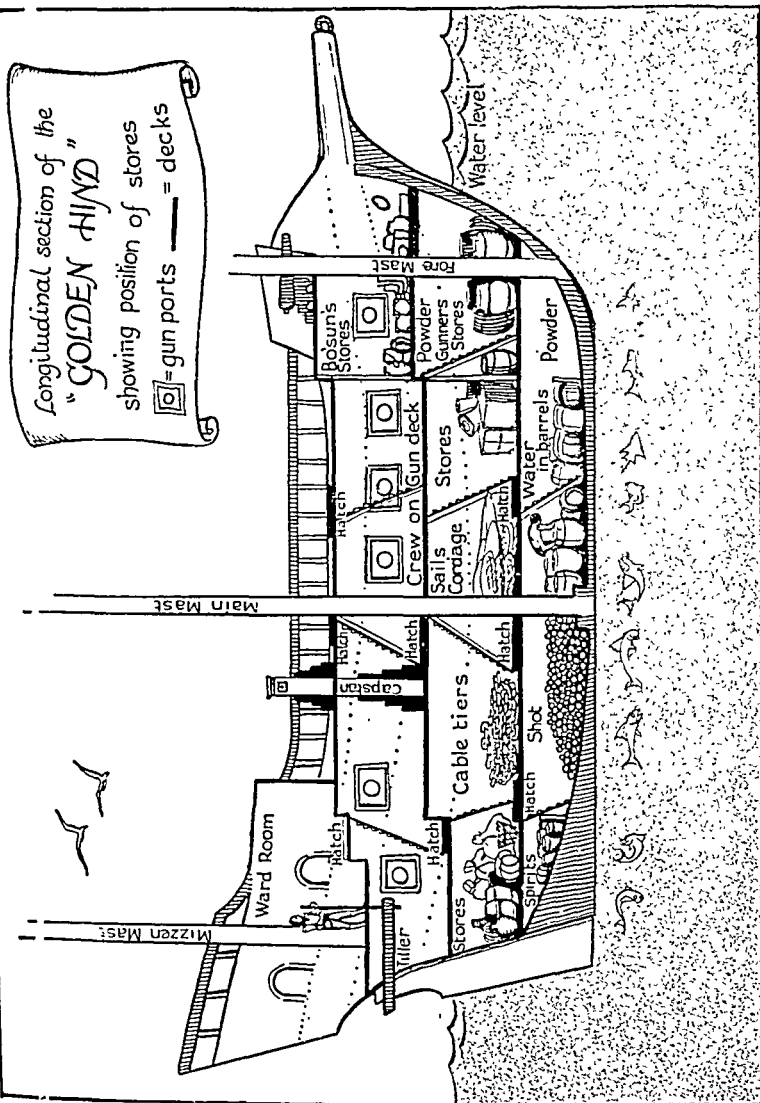 Longitudinal section of the
"GOLDEN HIND"
showing position of stores
=gun ports = decks
Mizzen Mast
Main Mast
Fore Mast
Ward Room
Hatch
Hatch
Hatch
Capstan
Bosun's
Stores
Tiller
Hatch
Hatch
Crew on Gun deck
Powder
Gunners
Stores
Stores
Cable tiers
Sails
Cordage
Stores
Hatch
Hatch
Hatch
Spirits
Shot
Water
in barrels
Powder
Water level